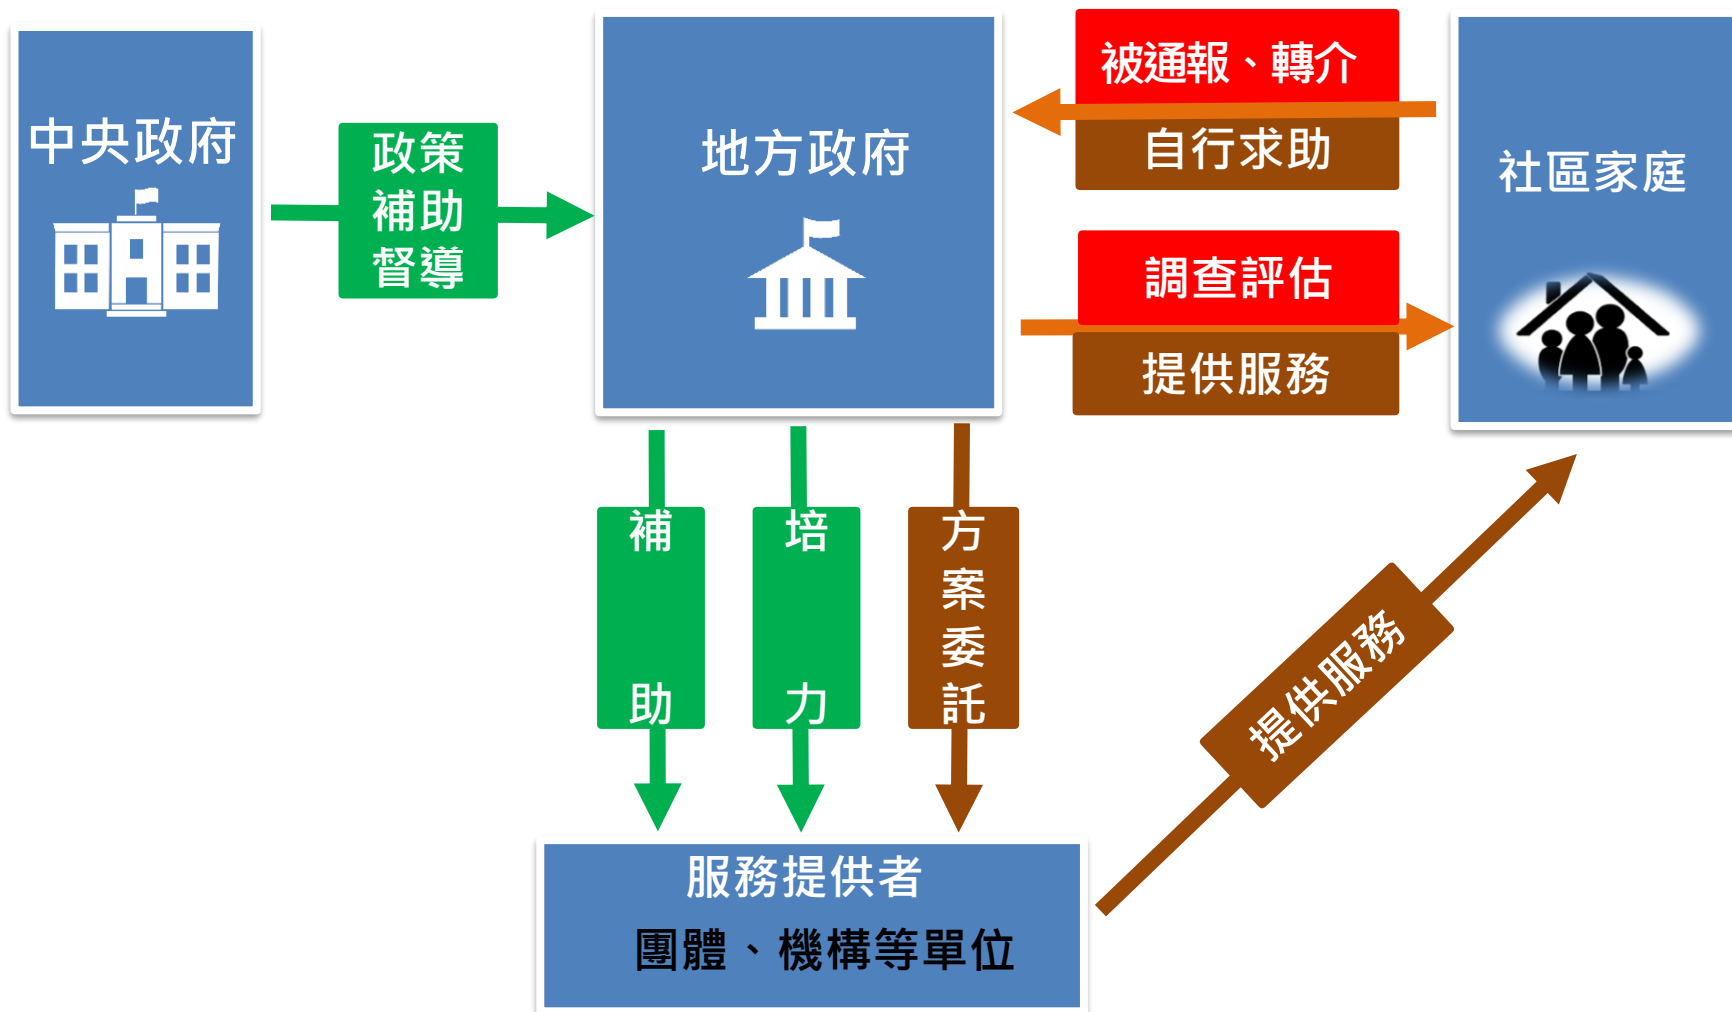 中央政府
政策
補助
督導
地方政府
被通報、轉介
自行求助
調查評估
提供服務
社區家庭
補助
培力
方案委託
提供服務
服務提供者
團體、機構等單位